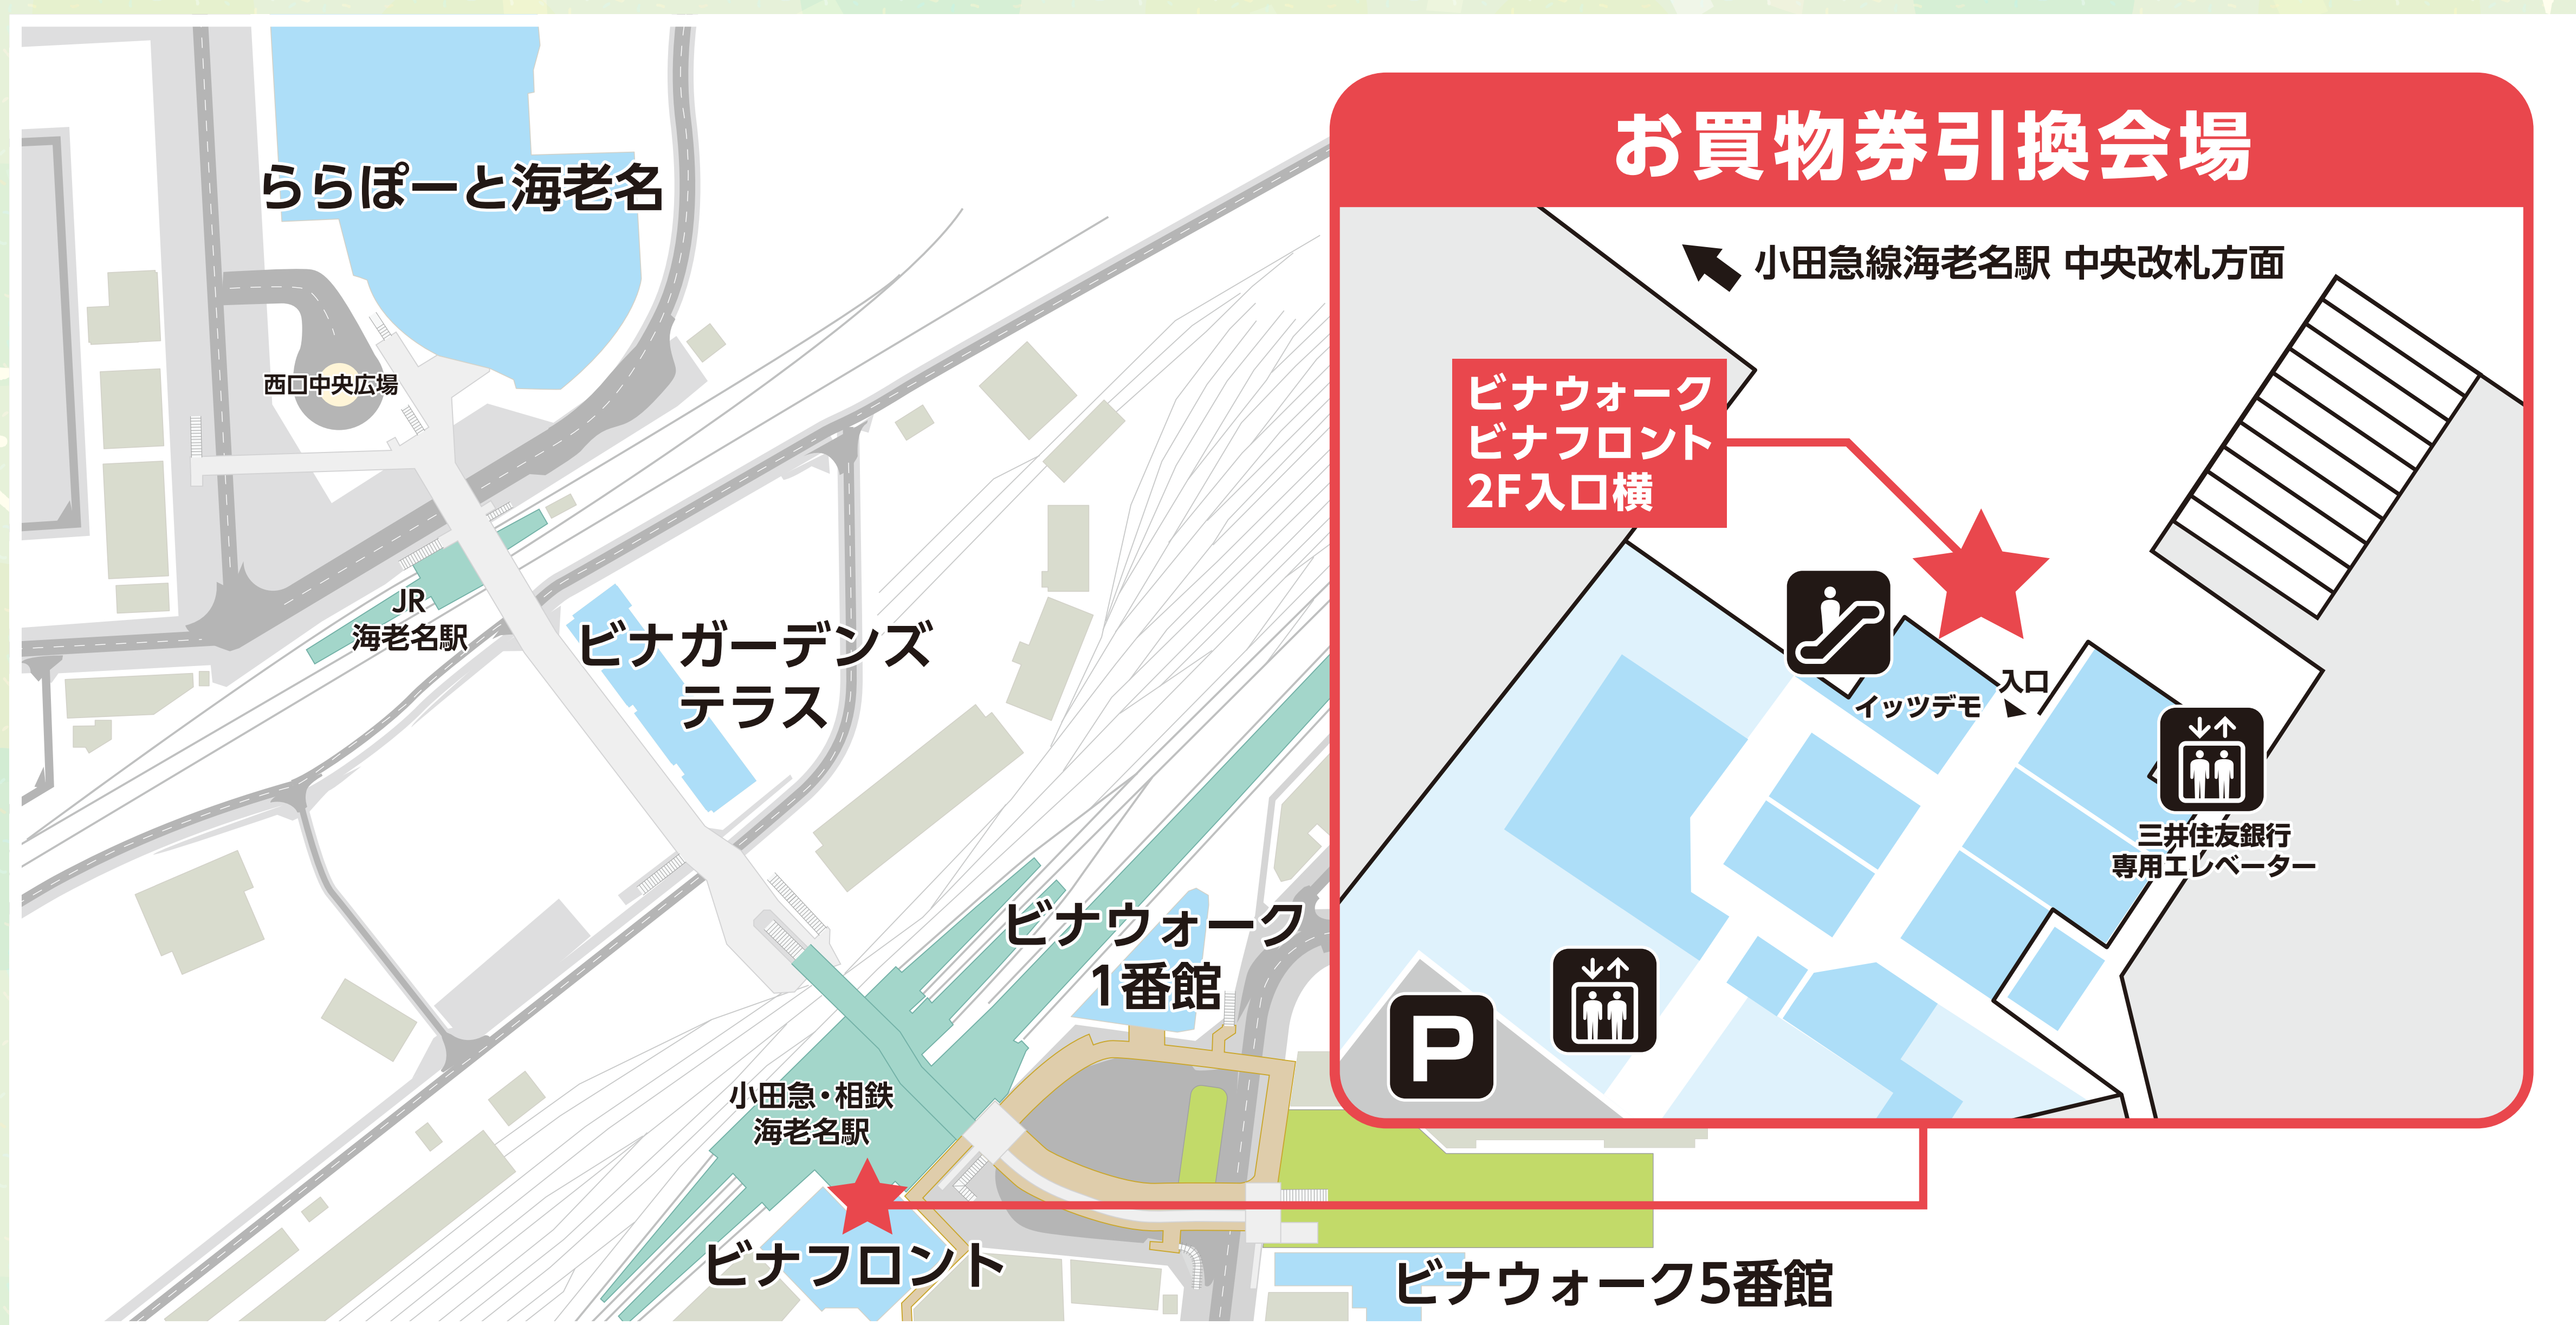 ららぽーと海老名
西口中央広場
JR
海老名駅
ビナガーデンズ
テラス
ビナウォーク
1番館
小田急・相鉄
海老名駅
ビナフロント
ビナウォーク5番館
お買物券引換会場
小田急線海老名駅 中央改札方面
ビナウォーク
ビナフロント
2F入口横
入口
イッツデモ
三井住友銀行
専用エレベーター
P